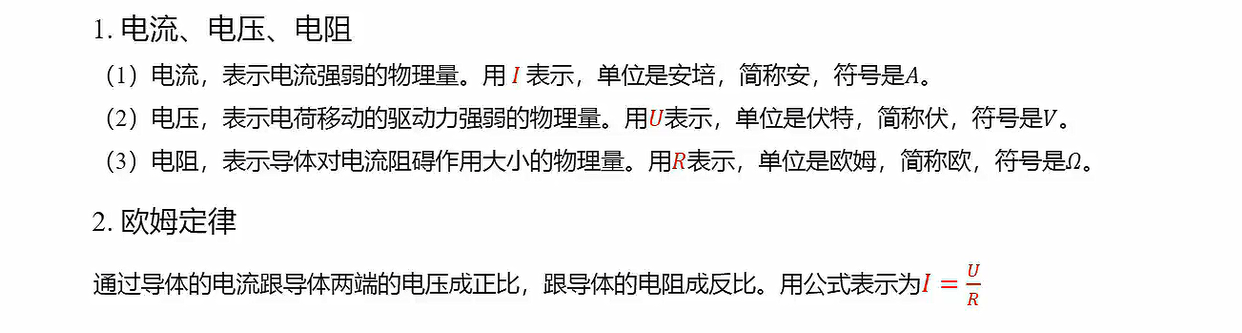 1. 电流、电压、电阻
（1）电流，表示电流强弱的物理量。用 I 表示，单位是安培，简称安，符号是A。
（2）电压，表示电荷移动的驱动力强弱的物理量。用U表示，单位是伏特，简称伏，符号是V。
（3）电阻，表示导体对电流阻碍作用大小的物理量。用R表示，单位是欧姆，简称欧，符号是Ω。
2. 欧姆定律
通过导体的电流跟导体两端的电压成正比，跟导体的电阻成反比。用公式表示为I = U/R